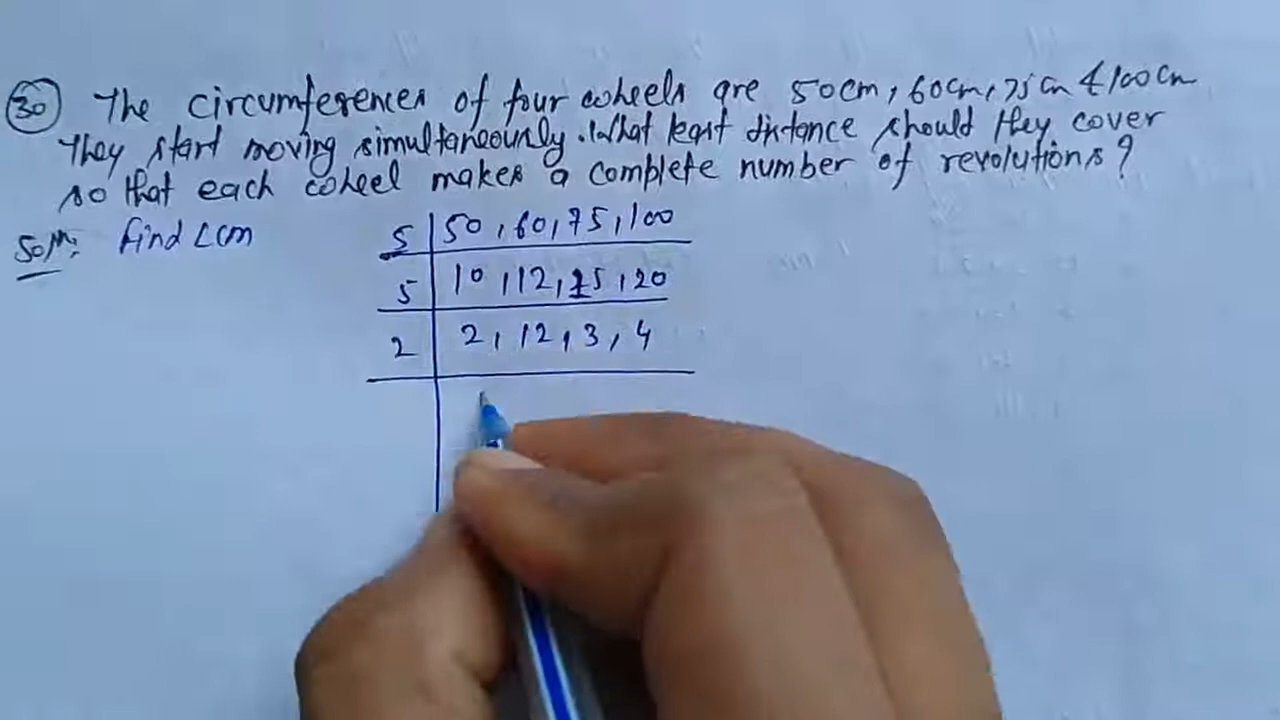 30 The circumferences of four wheels are 50cm, 60cm, 75cm & 100cm
They start moving simultaneously. What least distance should they cover
so that each wheel makes a complete number of revolutions?
Soln: find LCM
5 | 50, 60, 75, 100
5 | 10, 12, 15, 20
2 | 2, 12, 3, 4